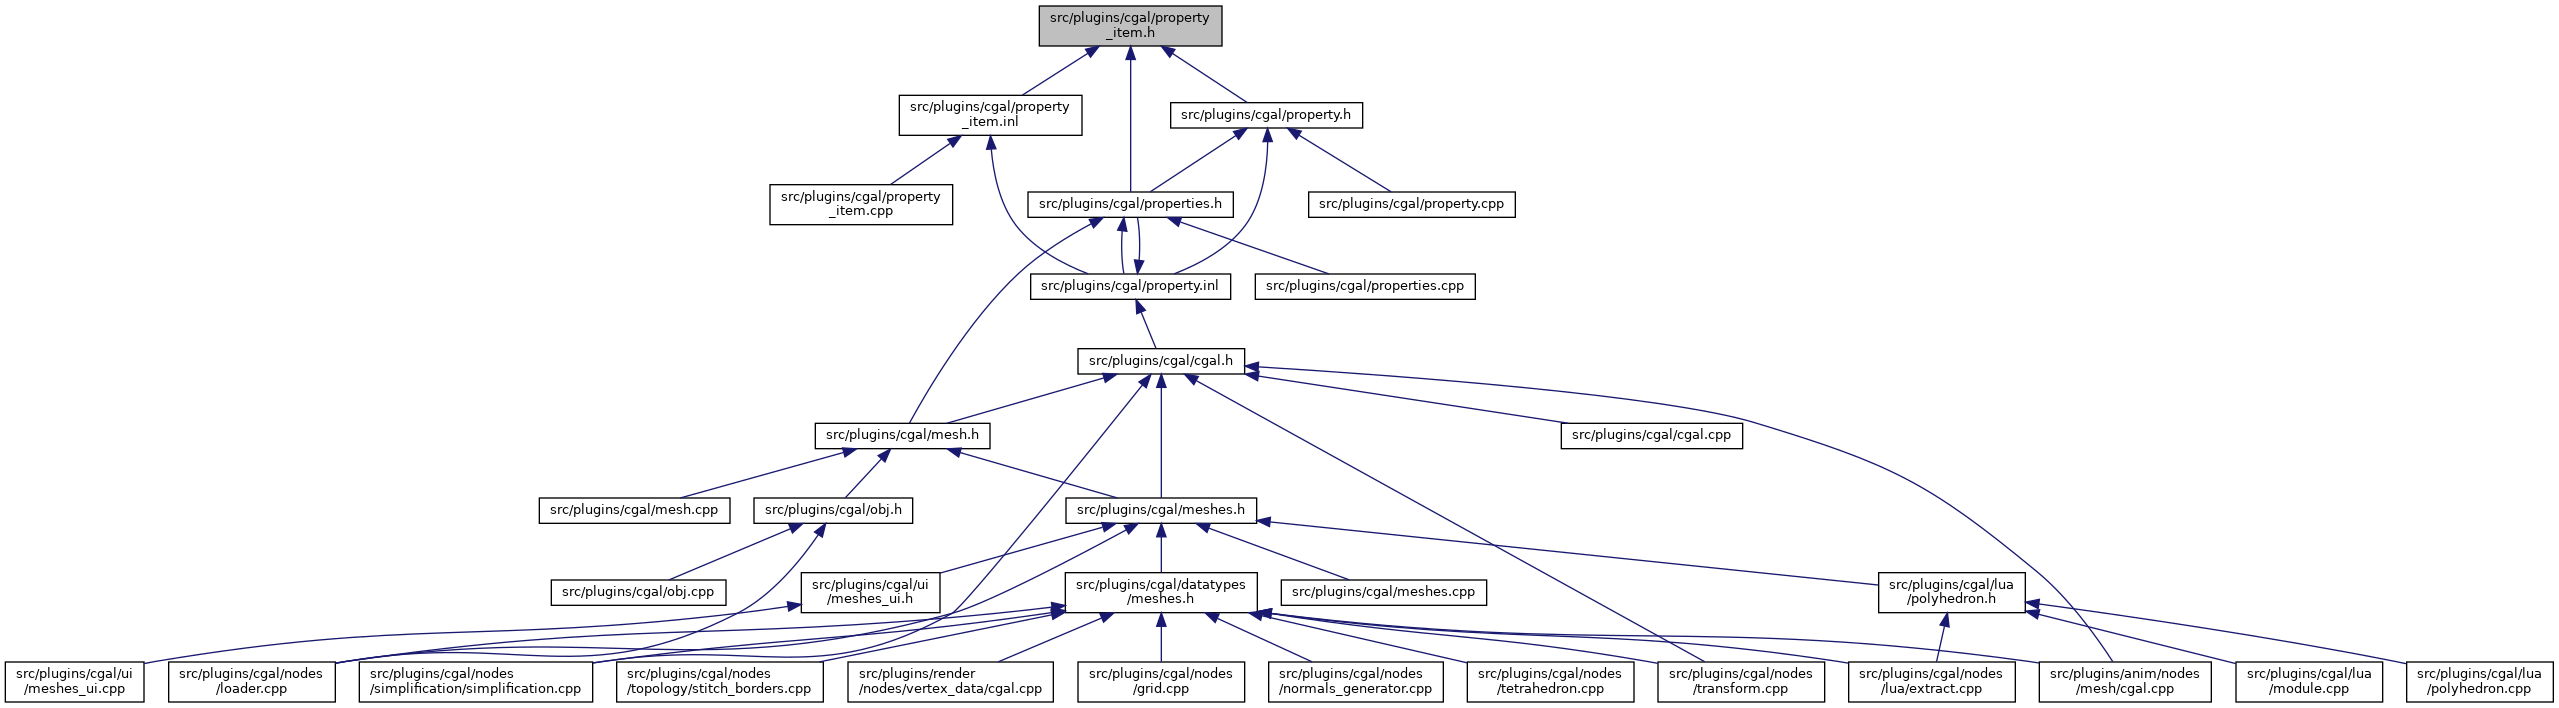 src/plugins/cgal/property
_item.h
src/plugins/cgal/property
_item.inl
src/plugins/cgal/property.h
src/plugins/cgal/property
_item.cpp
src/plugins/cgal/properties.h
src/plugins/cgal/property.cpp
src/plugins/cgal/property.inl
src/plugins/cgal/properties.cpp
src/plugins/cgal/cgal.h
src/plugins/cgal/mesh.h
src/plugins/cgal/cgal.cpp
src/plugins/cgal/mesh.cpp
src/plugins/cgal/obj.h
src/plugins/cgal/meshes.h
src/plugins/cgal/obj.cpp
src/plugins/cgal/ui
/meshes_ui.h
src/plugins/cgal/datatypes
/meshes.h
src/plugins/cgal/meshes.cpp
src/plugins/cgal/lua
/polyhedron.h
src/plugins/cgal/ui
/meshes_ui.cpp
src/plugins/cgal/nodes
/loader.cpp
src/plugins/cgal/nodes
/simplification/simplification.cpp
src/plugins/cgal/nodes
/topology/stitch_borders.cpp
src/plugins/render
/nodes/vertex_data/cgal.cpp
src/plugins/cgal/nodes
/grid.cpp
src/plugins/cgal/nodes
/normals_generator.cpp
src/plugins/cgal/nodes
/tetrahedron.cpp
src/plugins/cgal/nodes
/transform.cpp
src/plugins/cgal/nodes
/lua/extract.cpp
src/plugins/anim/nodes
/mesh/cgal.cpp
src/plugins/cgal/lua
/module.cpp
src/plugins/cgal/lua
/polyhedron.cpp